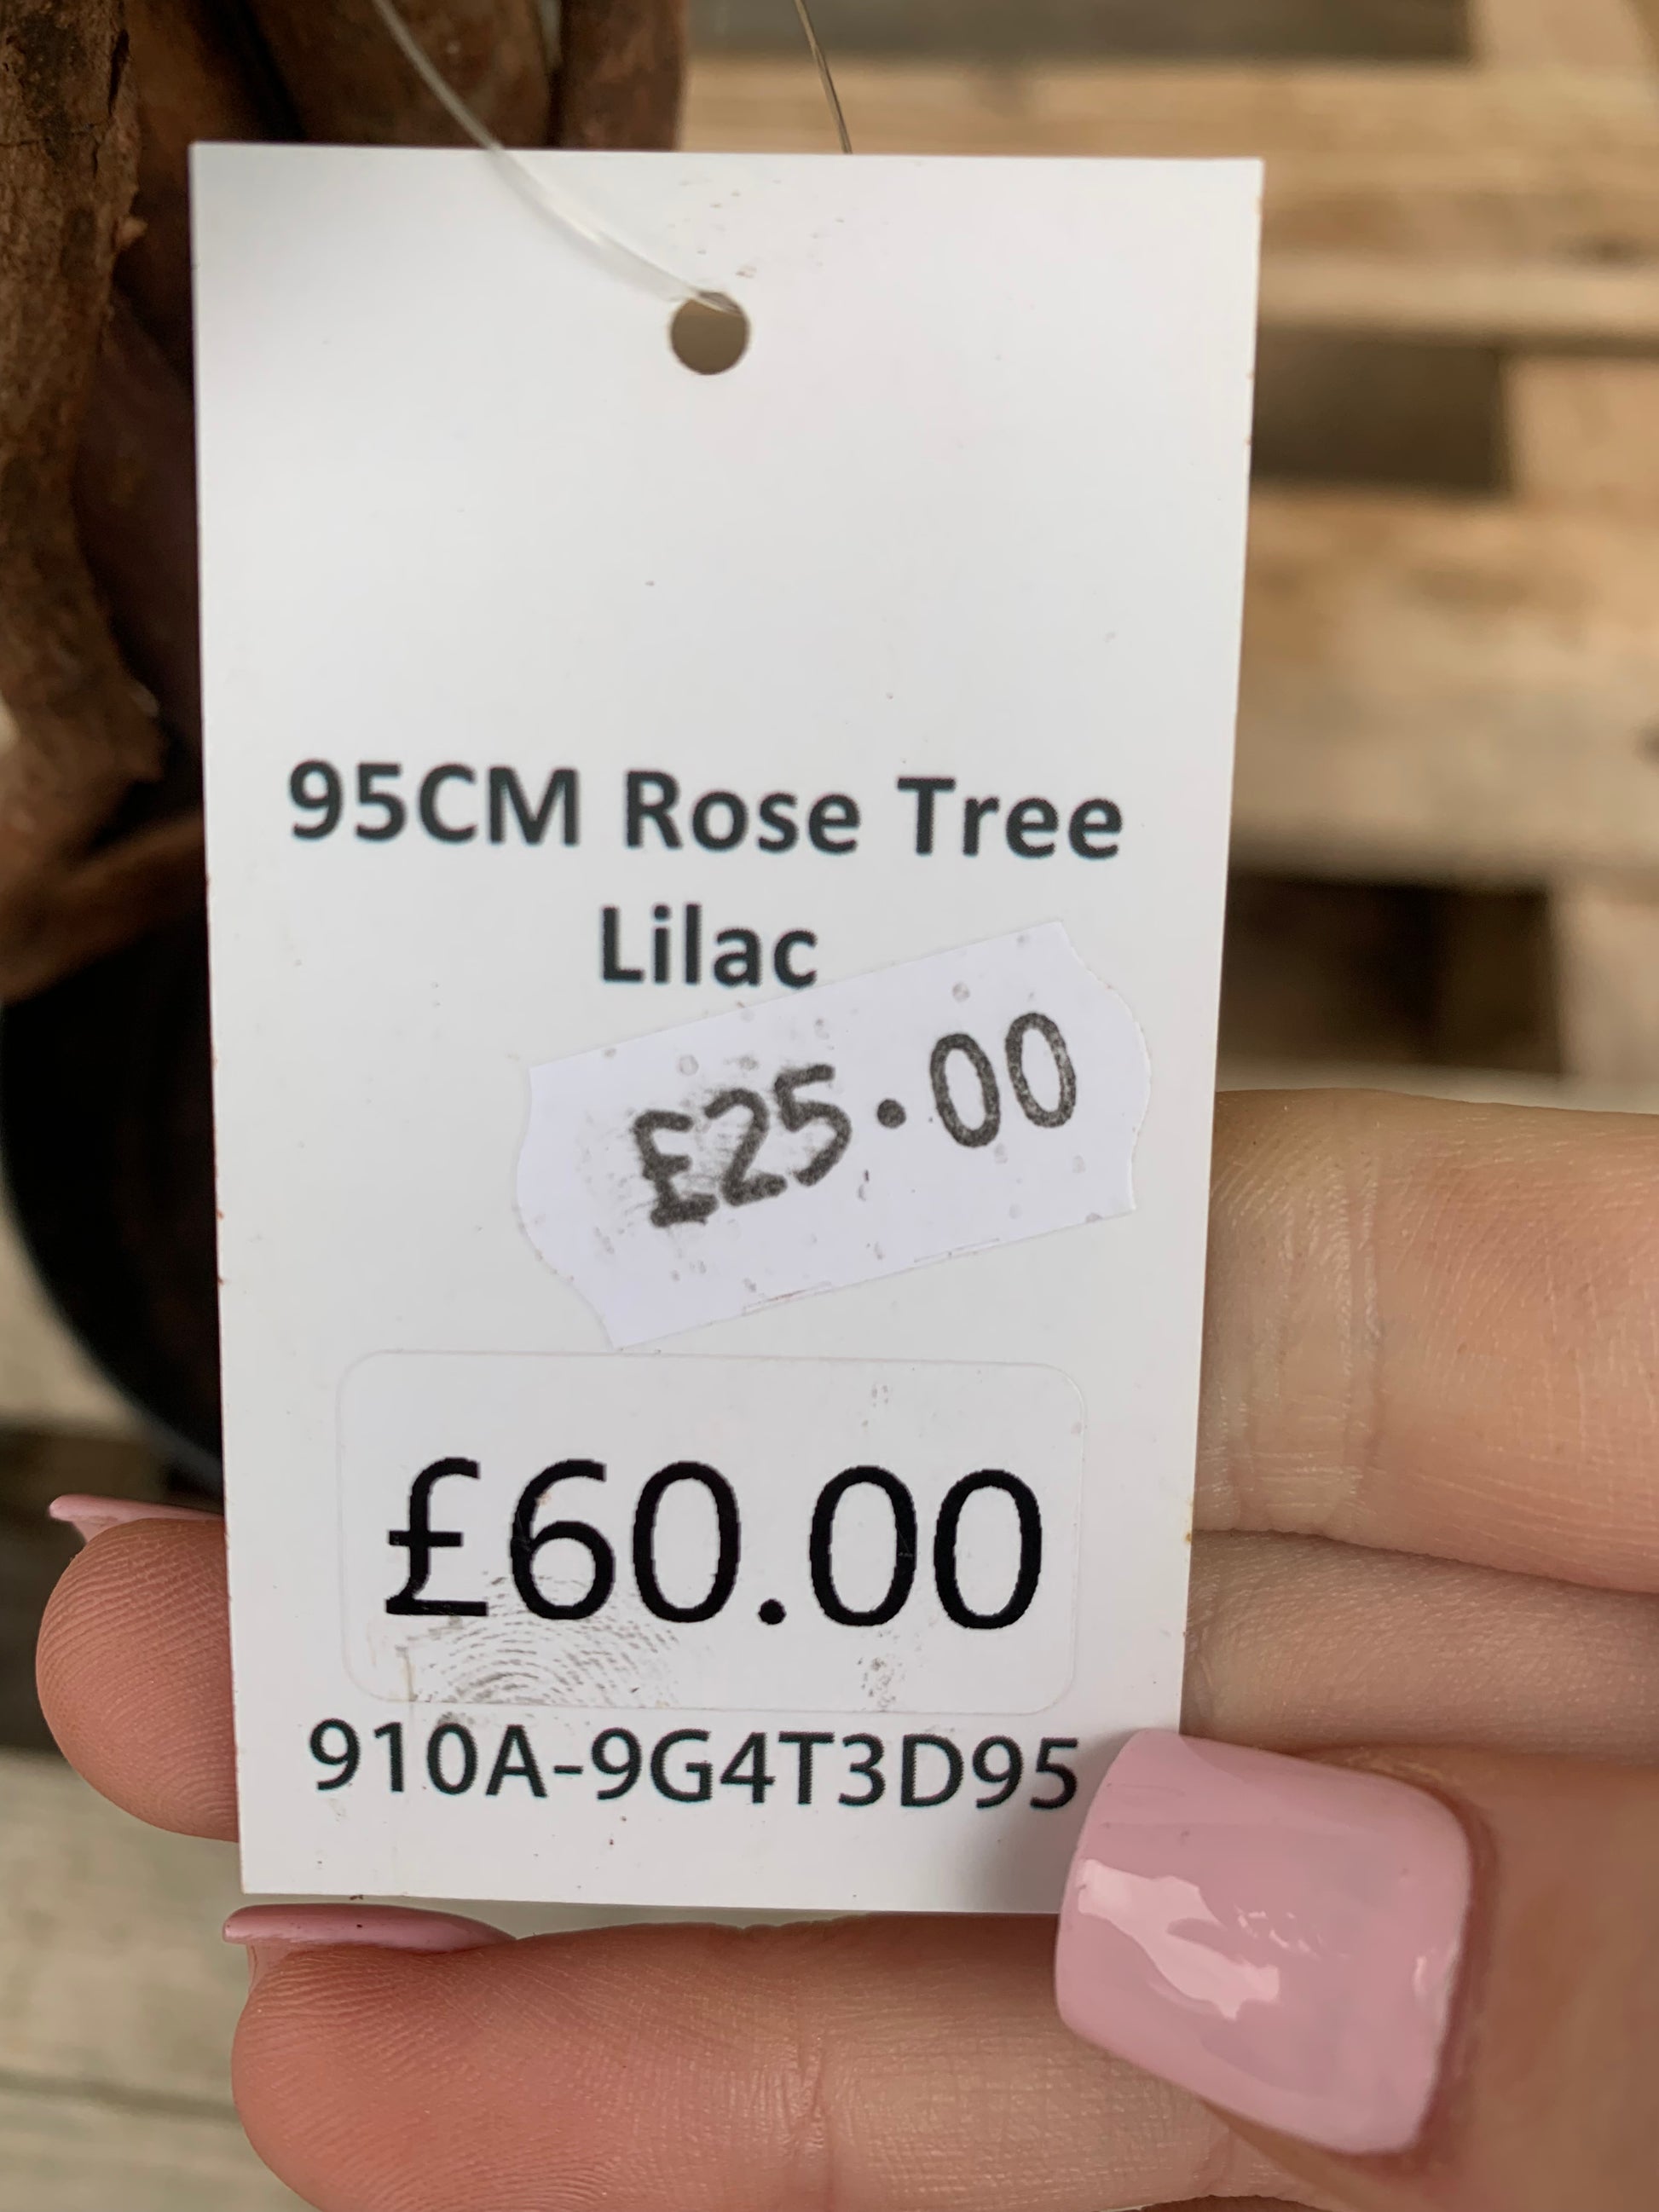 95CM Rose Tree
Lilac
£25.00
£60.00
910A-9G4T3D95